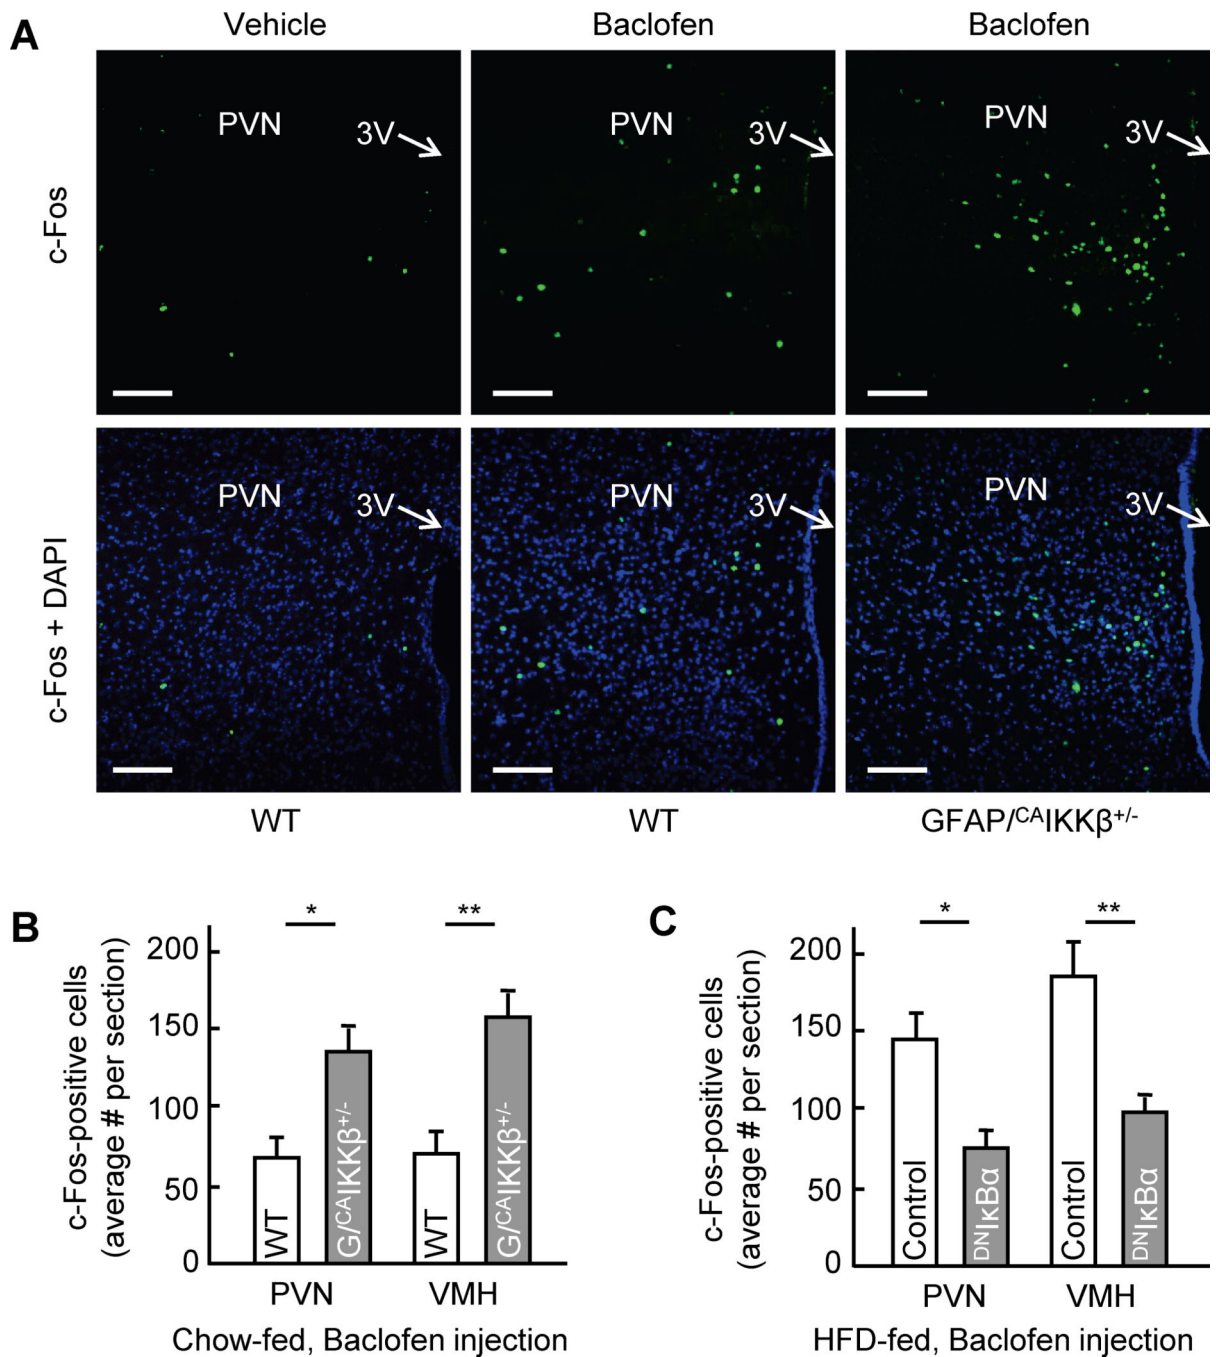 A
Vehicle
Baclofen
Baclofen
c-Fos
PVN
3V
PVN
3V
PVN
3V
c-Fos + DAPI
PVN
3V
PVN
3V
PVN
3V
WT
WT
GFAP/ᶜᴬIKKβ⁺/⁻
B
c-Fos-positive cells
(average # per section)
200
150
100
50
0
*
**
WT
G/ᶜᴬIKKβ⁺/⁻
WT
G/ᶜᴬIKKβ⁺/⁻
PVN
VMH
Chow-fed, Baclofen injection
C
c-Fos-positive cells
(average # per section)
200
150
100
50
0
*
**
Control
ᴰᴺIκBα
Control
ᴰᴺIκBα
PVN
VMH
HFD-fed, Baclofen injection